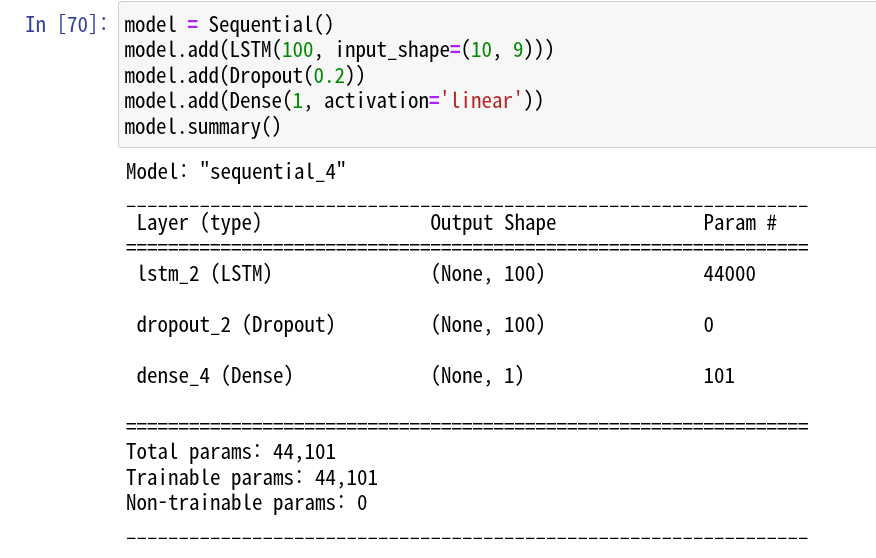 In [70]:
model = Sequential()
model.add(LSTM(100, input_shape=(10, 9)))
model.add(Dropout(0.2))
model.add(Dense(1, activation='linear'))
model.summary()
Model: "sequential_4"
_________________________________________________________________
Layer (type) Output Shape Param #
=================================================================
lstm_2 (LSTM) (None, 100) 44000
dropout_2 (Dropout) (None, 100) 0
dense_4 (Dense) (None, 1) 101
=================================================================
Total params: 44,101
Trainable params: 44,101
Non-trainable params: 0
_________________________________________________________________